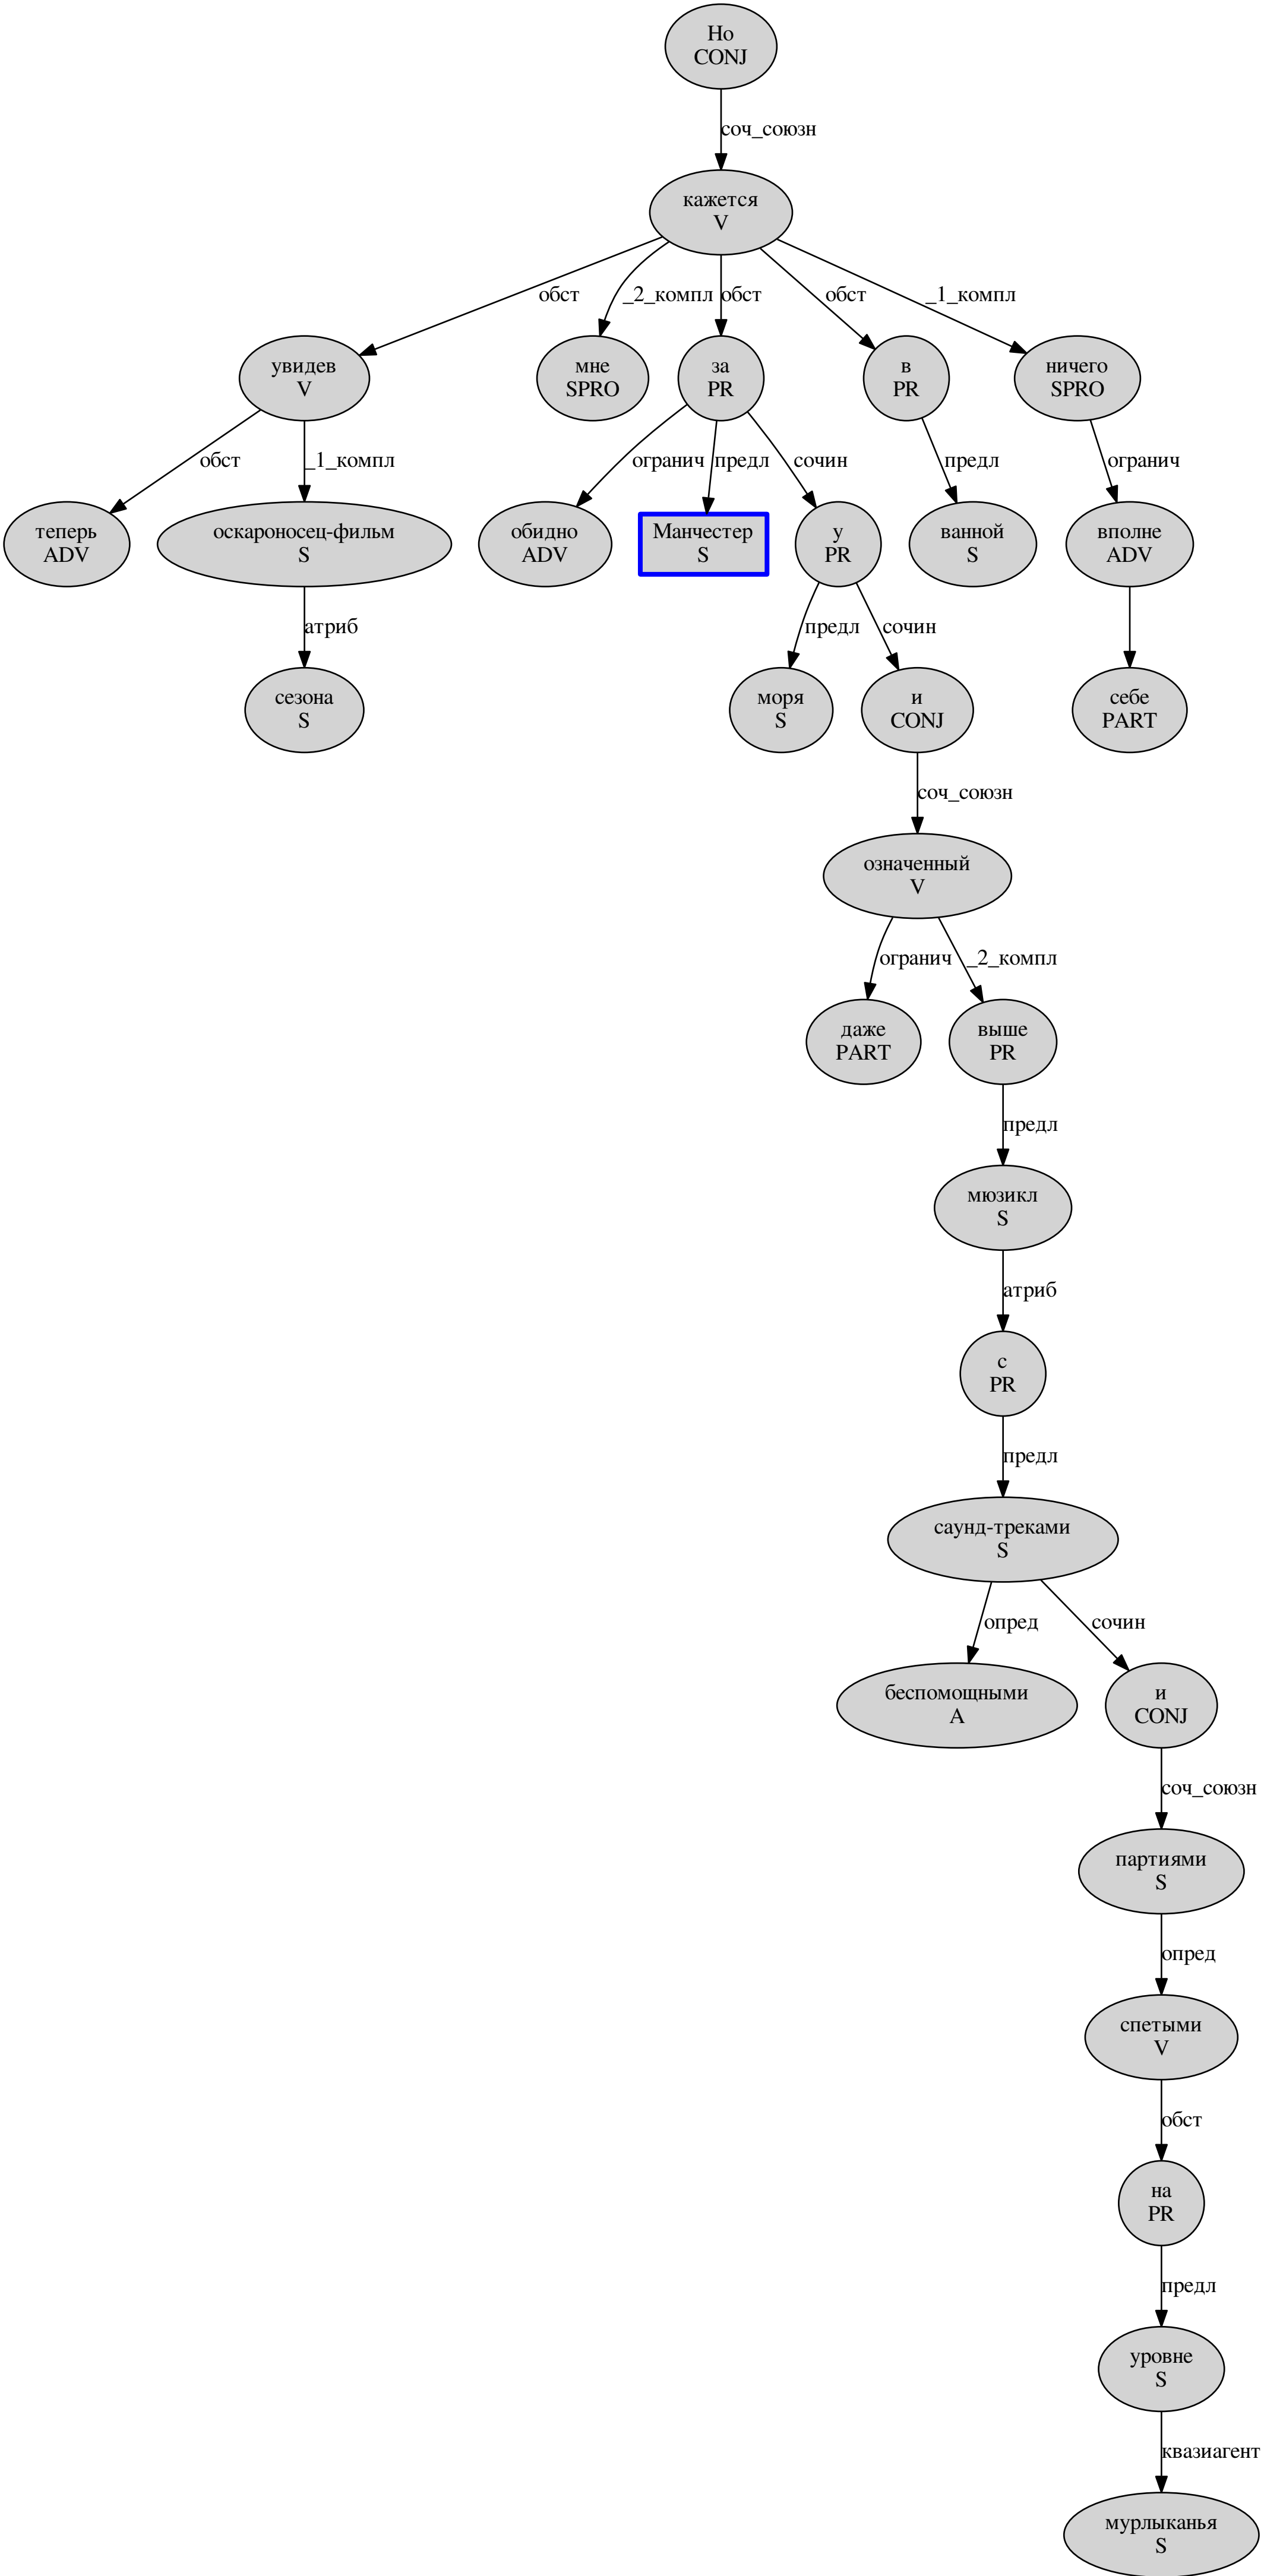 Но
CONJ
соч_союзн
кажется
V
обст
_2_компл
обст
обст
_1_компл
увидев
V
мне
SPRO
за
PR
в
PR
ничего
SPRO
обст
_1_компл
огранич
предл
сочин
предл
огранич
теперь
ADV
оскароносец-фильм
S
обидно
ADV
Манчестер
S
у
PR
ванной
S
вполне
ADV
атриб
предл
сочин
сезона
S
моря
S
и
CONJ
себе
PART
соч_союзн
означенный
V
огранич
_2_компл
даже
PART
выше
PR
предл
мюзикл
S
атриб
с
PR
предл
саунд-треками
S
опред
сочин
беспомощными
A
и
CONJ
соч_союзн
партиями
S
опред
спетыми
V
обст
на
PR
предл
уровне
S
квазиагент
мурлыканья
S